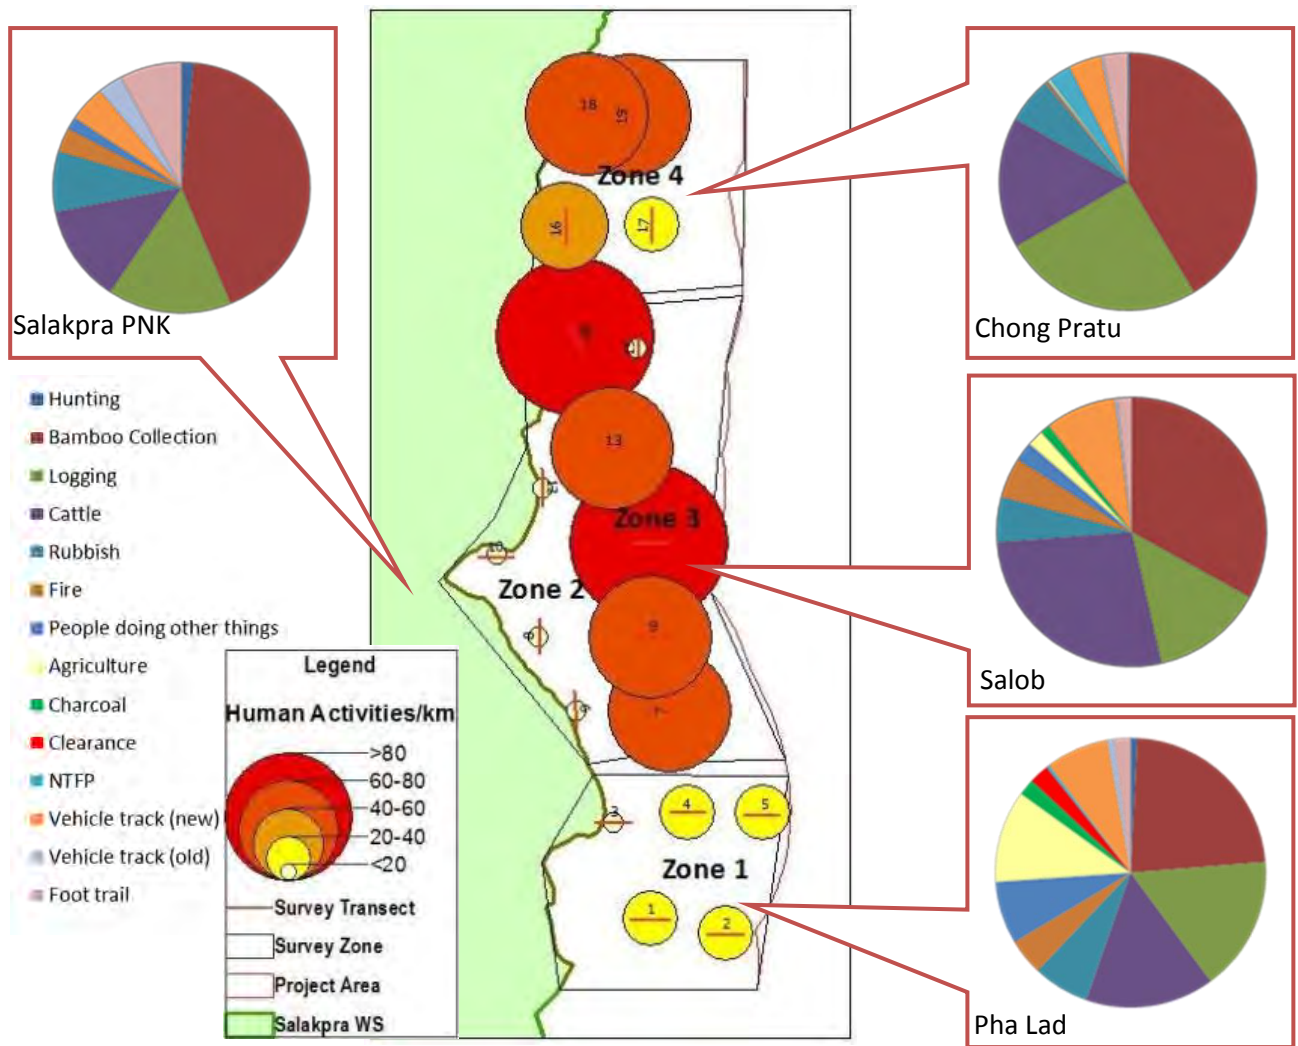 Salakpra PNK
Hunting
Bamboo Collection
Logging
Cattle
Rubbish
Fire
People doing other things
Agriculture
Charcoal
Clearance
NTFP
Vehicle track (new)
Vehicle track (old)
Foot trail
Legend
Human Activities/km
>80
60-80
40-60
20-40
<20
Survey Transect
Survey Zone
Project Area
Salakpra WS
18
Zone 4
16
17
13
Zone 3
10
Zone 2
9
8
7
3
4
5
Zone 1
1
2
Chong Pratu
Salob
Pha Lad